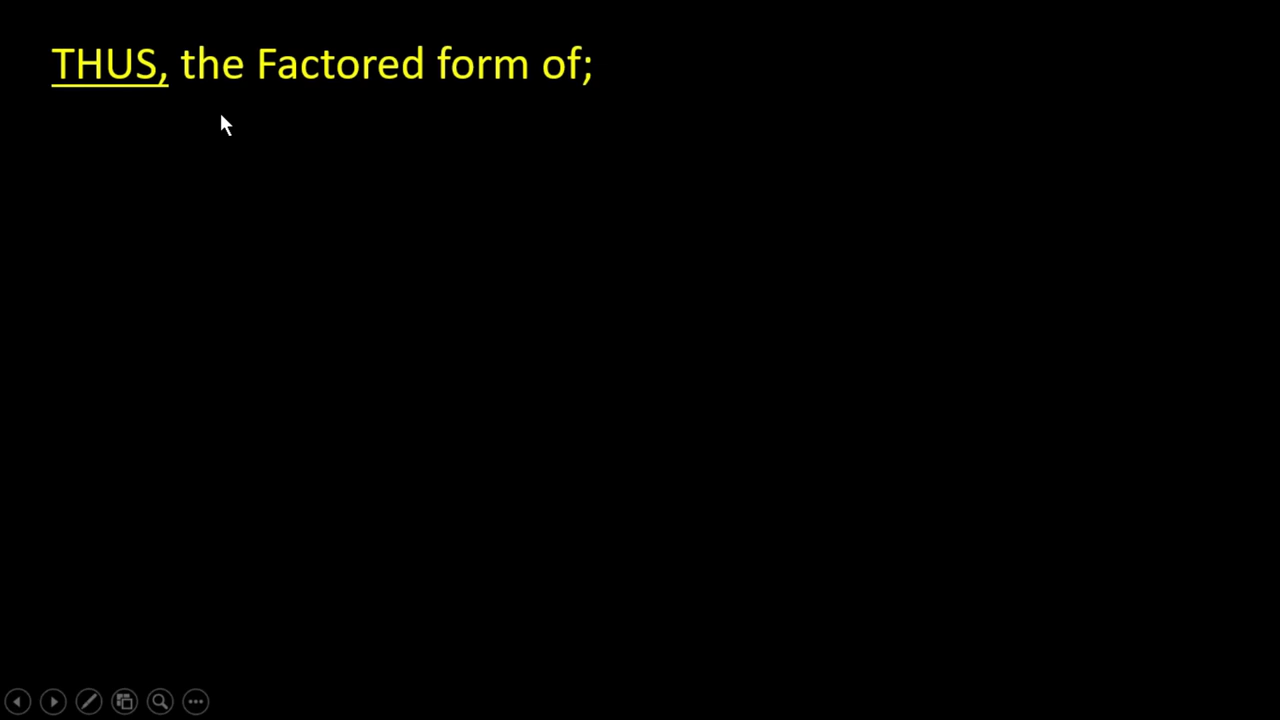 THUS, the Factored form of;